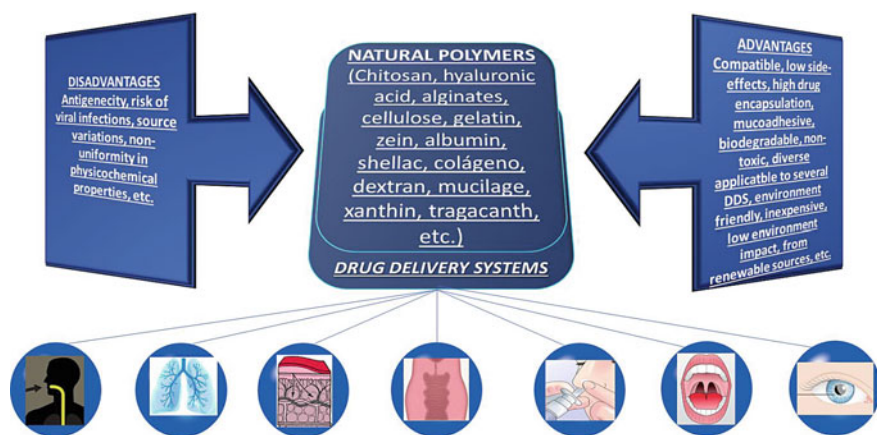 DISADVANTAGES
Antigenecity, risk of
viral infections, source
variations, non-
uniformity in
physicochemical
properties, etc.
NATURAL POLYMERS
(Chitosan, hyaluronic
acid, alginates,
cellulose, gelatin,
zein, albumin,
shellac, colágeno,
dextran, mucilage,
xanthin, tragacanth,
etc.)
DRUG DELIVERY SYSTEMS
ADVANTAGES
Compatible, low side-
effects, high drug
encapsulation,
mucoadhesive,
biodegradable, non-
toxic, diverse
applicatble to several
DDS, environment
friendly, inexpensive,
low environment
impact, from
renewable sources, etc.